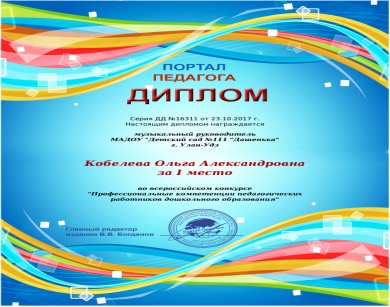 ПОРТАЛ
ПЕДАГОГА
ДИПЛОМ
Серия ДД №16311 от 23.10.2017 г.
Настоящим дипломом награждается
музыкальный руководитель
МАДОУ "Детский сад №111 "Дашенька"
г. Улан-Удэ
Кобелева Ольга Александровна
за I место
во всероссийском конкурсе
"Профессиональные компетенции педагогических
работников дошкольного образования"
Главный редактор
издания В.В. Богданов